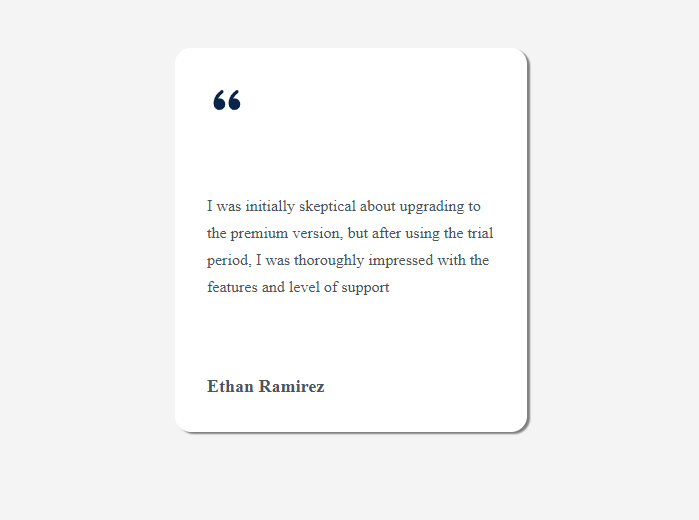 “
I was initially skeptical about upgrading to
the premium version, but after using the trial
period, I was thoroughly impressed with the
features and level of support
Ethan Ramirez